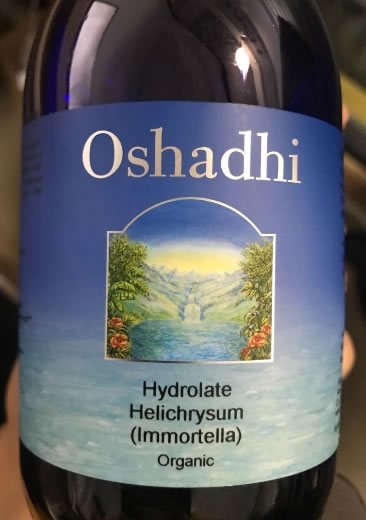 Oshadhi
Hydrolate
Helichrysum
(Immortella)
Organic